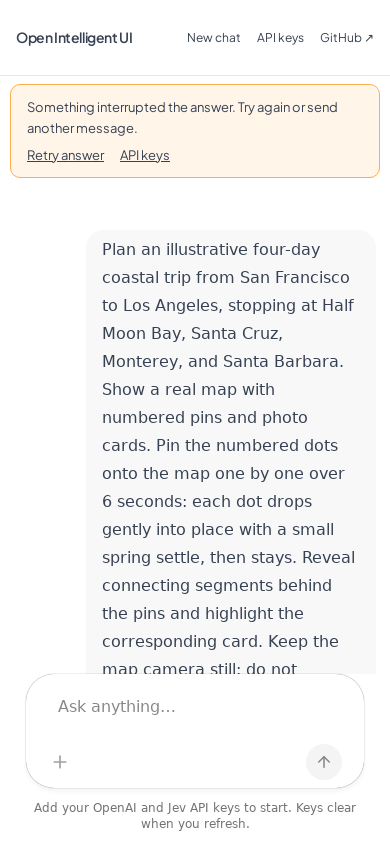 Open Intelligent UI
New chat
API keys
GitHub ↗
Something interrupted the answer. Try again or send
another message.
Retry answer
API keys
Plan an illustrative four-day
coastal trip from San Francisco
to Los Angeles, stopping at Half
Moon Bay, Santa Cruz,
Monterey, and Santa Barbara.
Show a real map with
numbered pins and photo
cards. Pin the numbered dots
onto the map one by one over
6 seconds: each dot drops
gently into place with a small
spring settle, then stays. Reveal
connecting segments behind
the pins and highlight the
corresponding card. Keep the
map camera still; do not
Ask anything...
Add your OpenAI and Jev API keys to start. Keys clear
when you refresh.